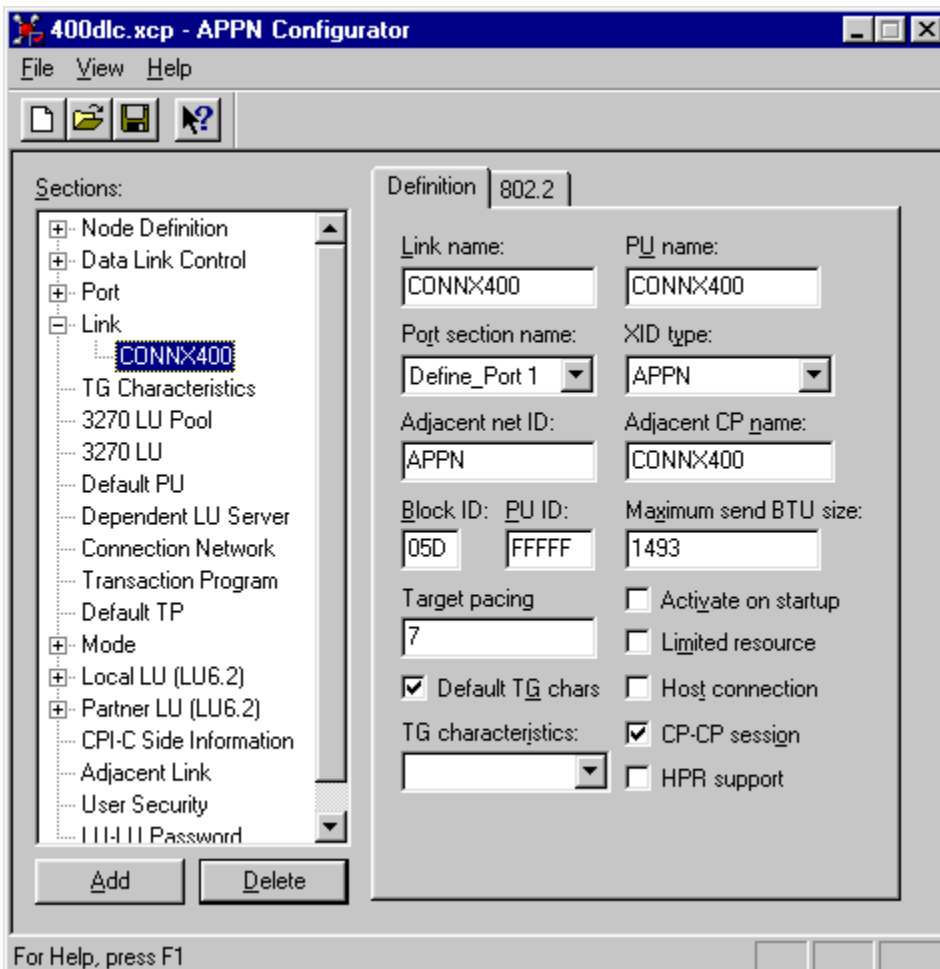 400dlc.xcp - APPN Configurator
File View Help
Sections:
Node Definition
Data Link Control
Port
Link
CONNX400
TG Characteristics
3270 LU Pool
3270 LU
Default PU
Dependent LU Server
Connection Network
Transaction Program
Default TP
Mode
Local LU (LU6.2)
Partner LU (LU6.2)
CPI-C Side Information
Adjacent Link
User Security
LU-LU Password
Add Delete
Definition 802.2
Link name: PU name:
CONNX400 CONNX400
Port section name: XID type:
Define_Port 1 APPN
Adjacent net ID: Adjacent CP name:
APPN CONNX400
Block ID: PU ID: Maximum send BTU size:
05D FFFFF 1493
Target pacing Activate on startup
7 Limited resource
Default TG chars Host connection
TG characteristics: CP-CP session
HPR support
For Help, press F1